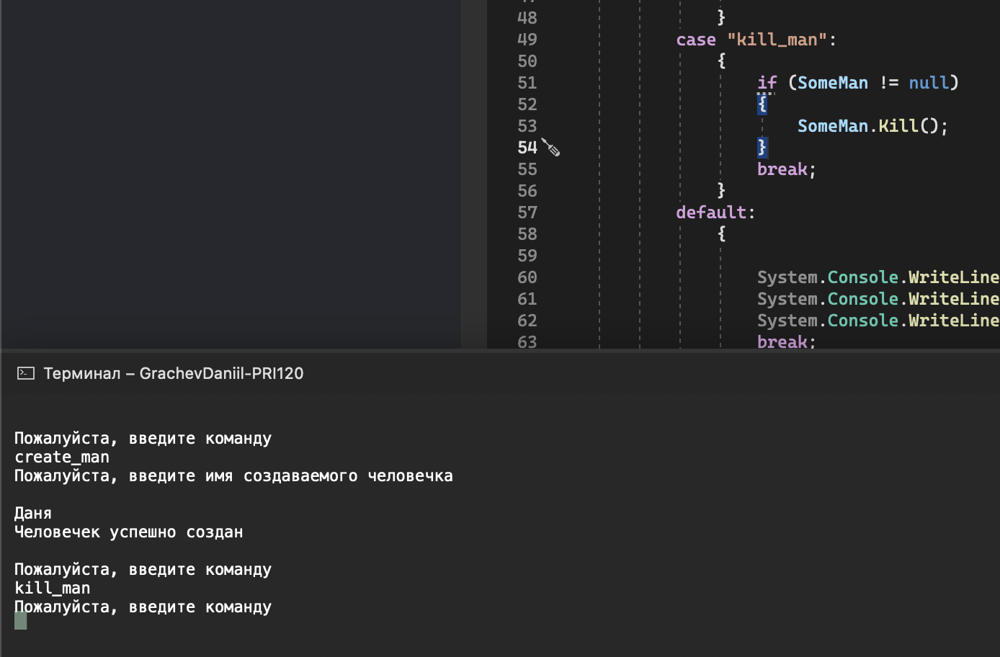 48 }
49 case "kill_man":
50 {
51 if (SomeMan != null)
52 {
53 SomeMan.Kill();
54 }
55 break;
56 }
57 default:
58 {
59
60 System.Console.WriteLine
61 System.Console.WriteLine
62 System.Console.WriteLine
63 break;
Терминал – GrachevDaniil-PRI120
Пожалуйста, введите команду
create_man
Пожалуйста, введите имя создаваемого человечка
Даня
Человечек успешно создан
Пожалуйста, введите команду
kill_man
Пожалуйста, введите команду